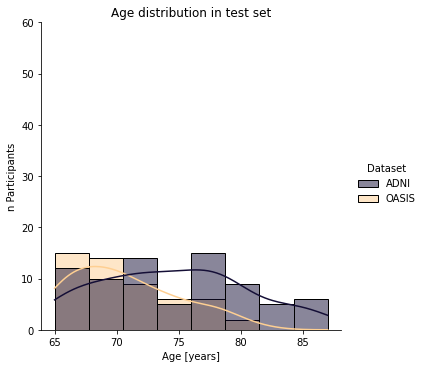 Age distribution in test set
60
50
40
30
20
10
0
n Participants
65 70 75 80 85
Age [years]
Dataset
ADNI
OASIS